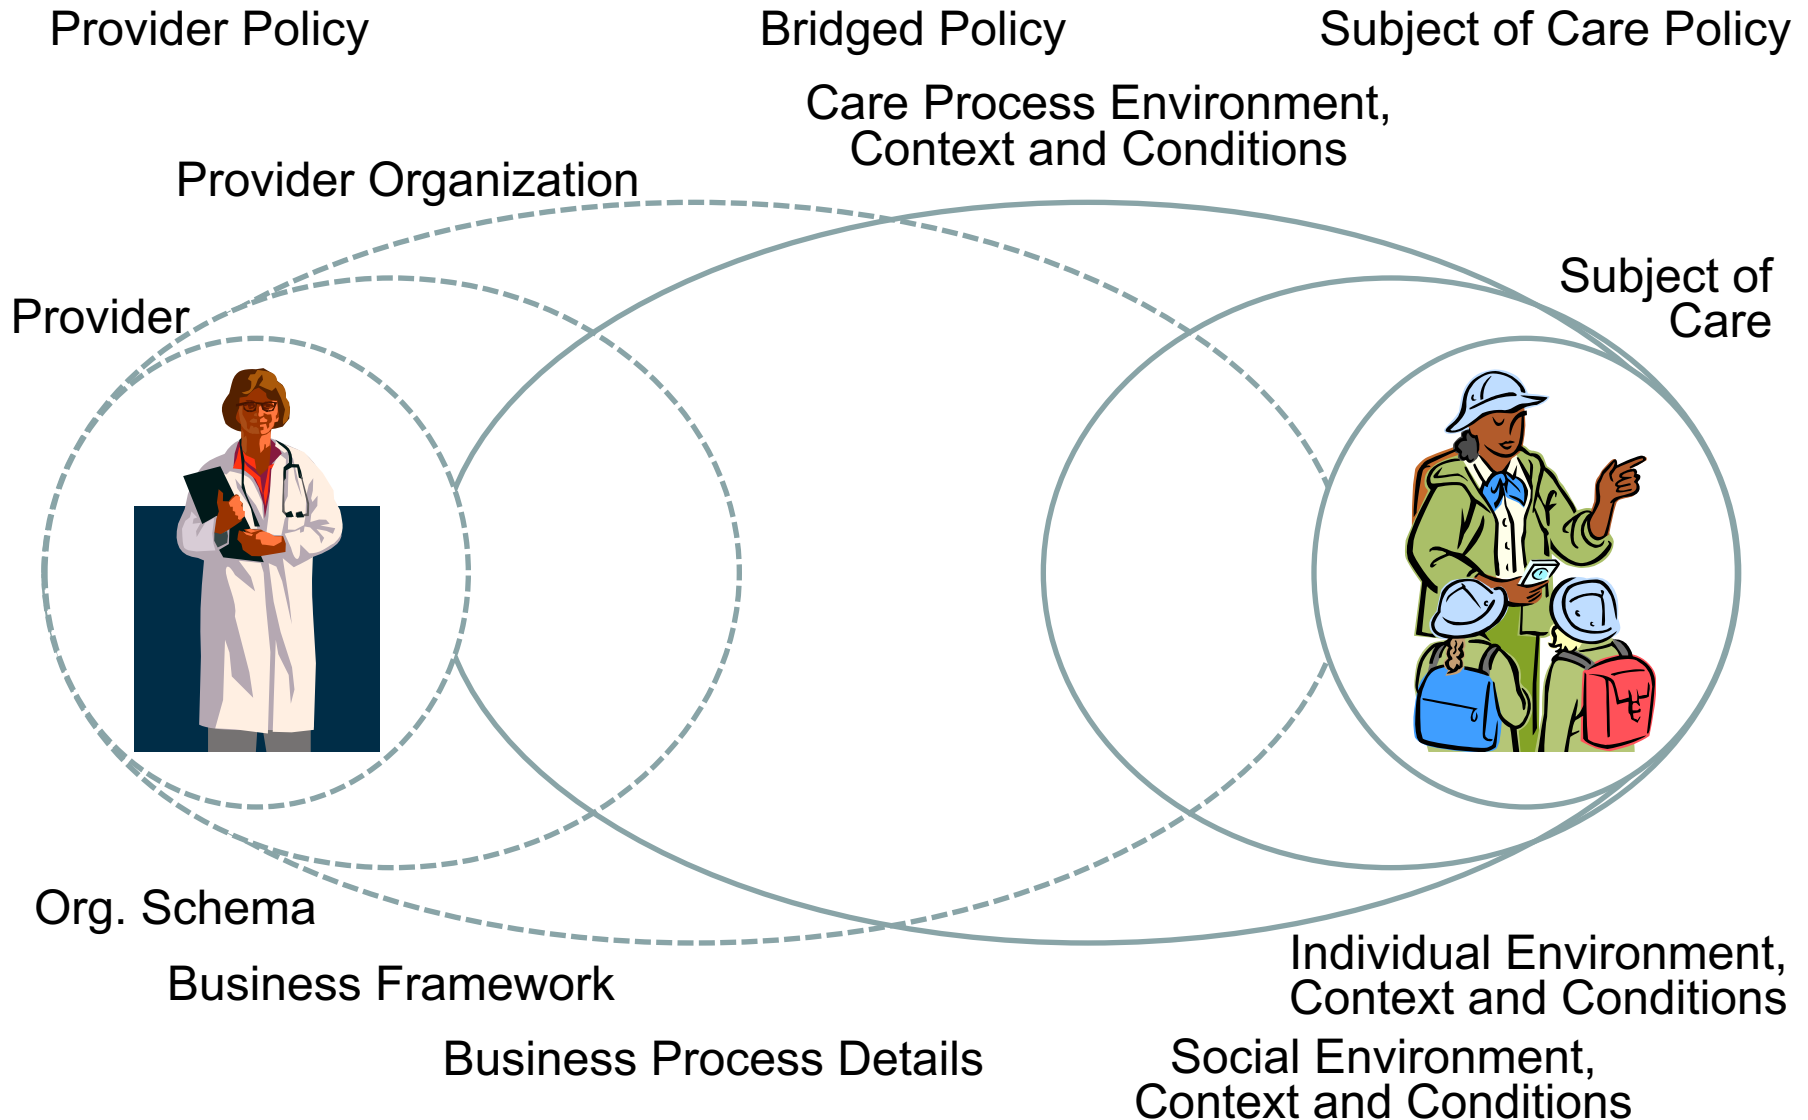 Provider Policy
Bridged Policy
Subject of Care Policy
Care Process Environment,
Context and Conditions
Provider Organization
Subject of
Care
Provider
Org. Schema
Business Framework
Business Process Details
Individual Environment,
Context and Conditions
Social Environment,
Context and Conditions